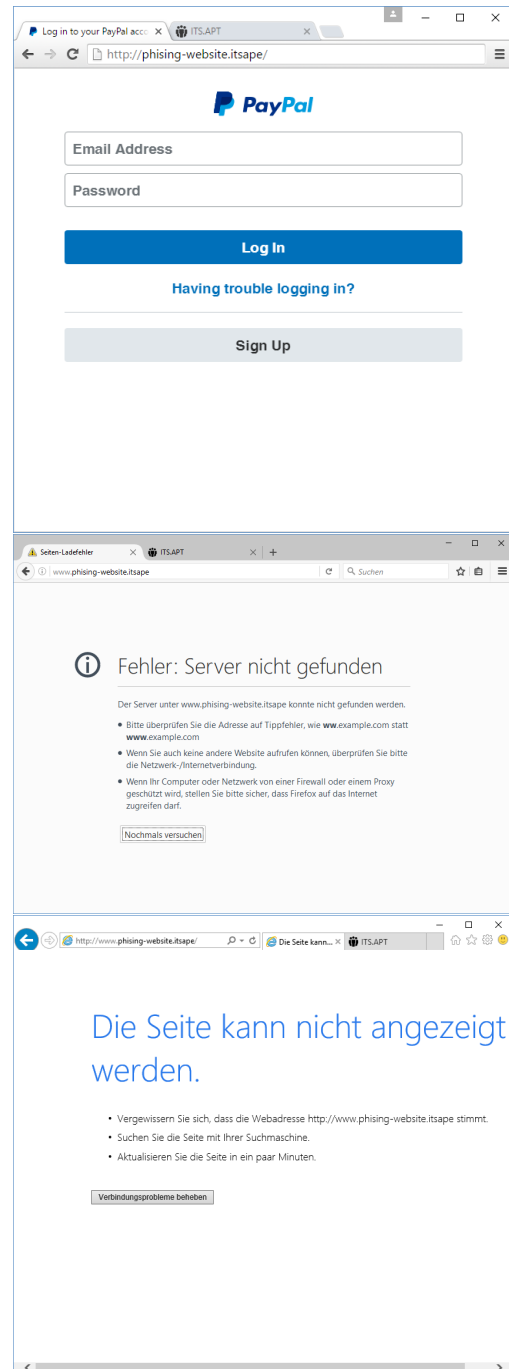 Log in to your PayPal acco
ITS.APT
http://phising-website.itsape/
PayPal
Email Address
Password
Log In
Having trouble logging in?
Sign Up
Seiten-Ladefehler
ITS.APT
www.phising-website.itsape
Suchen
Fehler: Server nicht gefunden
Der Server unter www.phising-website.itsape konnte nicht gefunden werden.
• Bitte überprüfen Sie die Adresse auf Tippfehler, wie ww.example.com statt
www.example.com
• Wenn Sie auch keine andere Website aufrufen können, überprüfen Sie bitte
die Netzwerk-/Internetverbindung.
• Wenn Ihr Computer oder Netzwerk von einer Firewall oder einem Proxy
geschützt wird, stellen Sie bitte sicher, dass Firefox auf das Internet
zugreifen darf.
Nochmals versuchen
http://www.phising-website.itsape/
Die Seite kann...
ITS.APT
Die Seite kann nicht angezeigt
werden.
• Vergewissern Sie sich, dass die Webadresse http://www.phising-website.itsape stimmt.
• Suchen Sie die Seite mit Ihrer Suchmaschine.
• Aktualisieren Sie die Seite in ein paar Minuten.
Verbindungsprobleme beheben